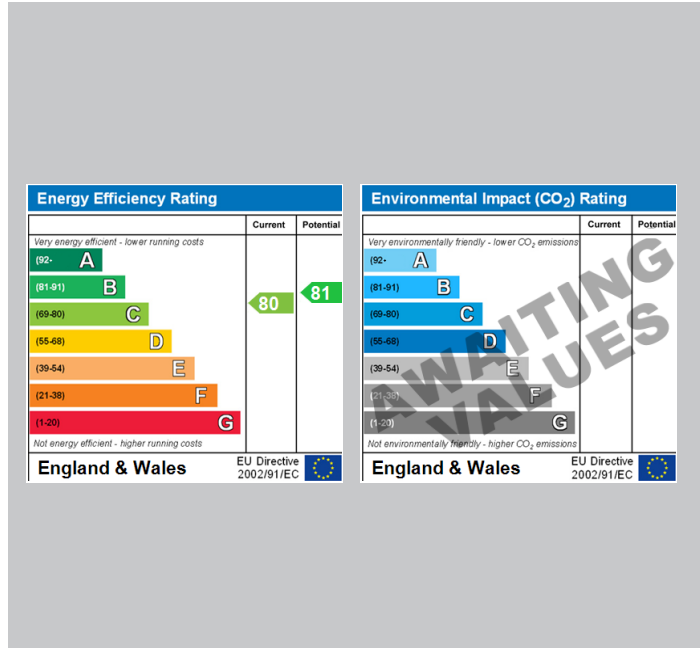 Energy Efficiency Rating
Current Potential
Very energy efficient - lower running costs
(92- A
(81-91) B
(69-80) C
(55-68) D
(39-54) E
(21-38) F
(1-20) G
80
81
Not energy efficient - higher running costs
England & Wales
EU Directive
2002/91/EC
Environmental Impact (CO2) Rating
Current Potential
Very environmentally friendly - lower CO2 emissions
(92- A
(81-91) B
(69-80) C
(55-68) D
(39-54) E
(21-38) F
(1-20) G
AWAITING
VALUES
Not environmentally friendly - higher CO2 emissions
England & Wales
EU Directive
2002/91/EC